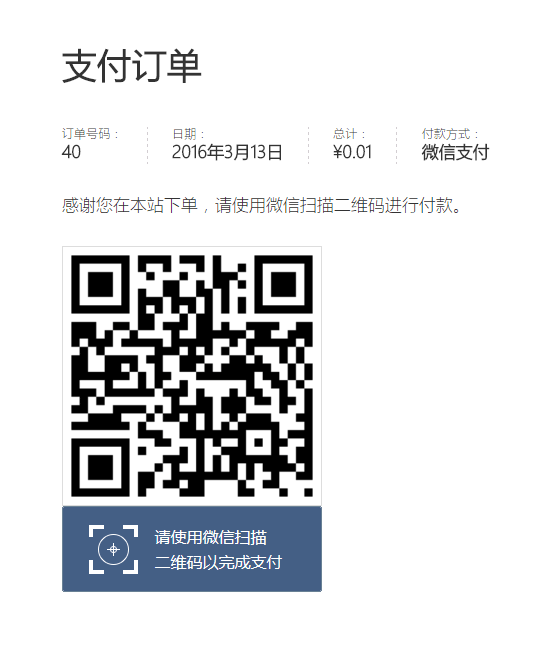 支付订单
订单号码：
40
日期：
2016年3月13日
总计：
¥0.01
付款方式：
微信支付
感谢您在本站下单，请使用微信扫描二维码进行付款。
请使用微信扫描
二维码以完成支付